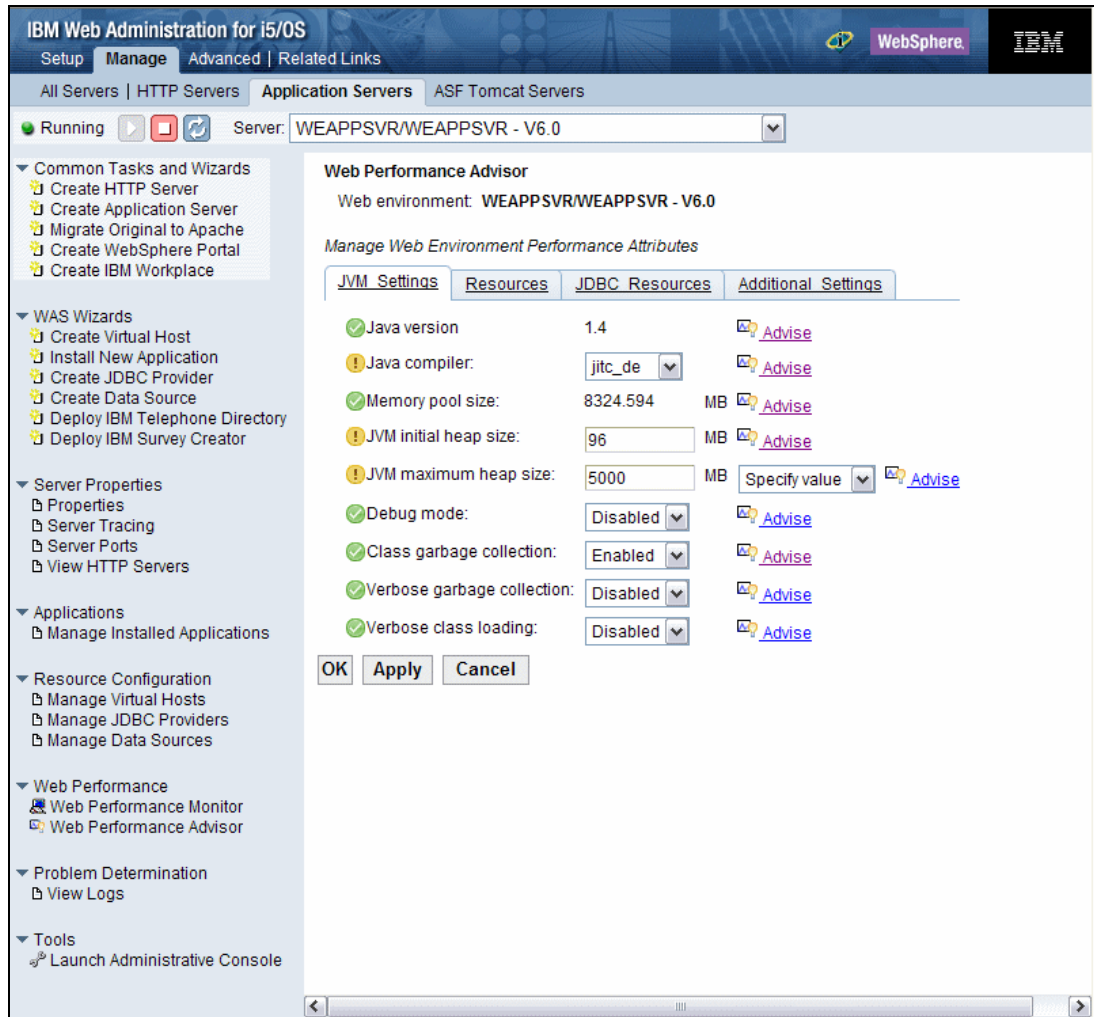 IBM Web Administration for i5/OS
WebSphere.
IBM
Setup Manage Advanced | Related Links
All Servers | HTTP Servers Application Servers ASF Tomcat Servers
Running Server: WEAPPSVR/WEAPPSVR - V6.0
Common Tasks and Wizards
Create HTTP Server
Create Application Server
Migrate Original to Apache
Create WebSphere Portal
Create IBM Workplace
WAS Wizards
Create Virtual Host
Install New Application
Create JDBC Provider
Create Data Source
Deploy IBM Telephone Directory
Deploy IBM Survey Creator
Server Properties
Properties
Server Tracing
Server Ports
View HTTP Servers
Applications
Manage Installed Applications
Resource Configuration
Manage Virtual Hosts
Manage JDBC Providers
Manage Data Sources
Web Performance
Web Performance Monitor
Web Performance Advisor
Problem Determination
View Logs
Tools
Launch Administrative Console
Web Performance Advisor
Web environment: WEAPPSVR/WEAPPSVR - V6.0
Manage Web Environment Performance Attributes
JVM Settings Resources JDBC Resources Additional Settings
Java version 1.4 Advise
Java compiler: jitc_de Advise
Memory pool size: 8324.594 MB Advise
JVM initial heap size: 96 MB Advise
JVM maximum heap size: 5000 MB Specify value Advise
Debug mode: Disabled Advise
Class garbage collection: Enabled Advise
Verbose garbage collection: Disabled Advise
Verbose class loading: Disabled Advise
OK Apply Cancel